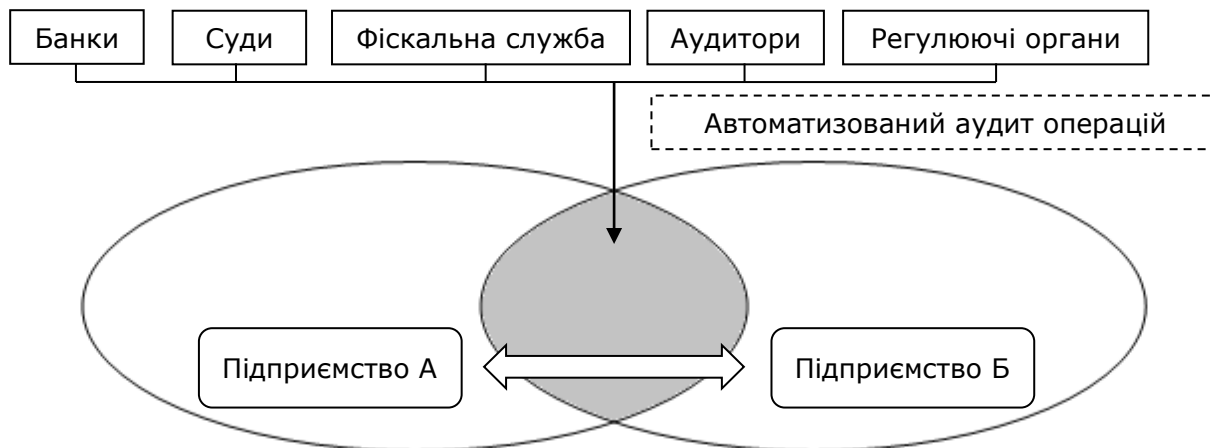 Банки
Суди
Фіскальна служба
Аудитори
Регулюючі органи
Автоматизований аудит операцій
Підприємство А
Підприємство Б